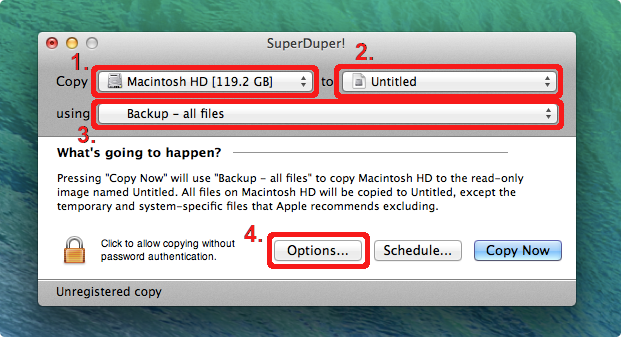 SuperDuper!
1.
2.
Copy Macintosh HD [119.2 GB] to Untitled
using Backup – all files
3.
What's going to happen?
Pressing "Copy Now" will use "Backup – all files" to copy Macintosh HD to the read-only
image named Untitled. All files on Macintosh HD will be copied to Untitled, except the
temporary and system-specific files that Apple recommends excluding.
4.
Click to allow copying without
password authentication.
Options... Schedule... Copy Now
Unregistered copy